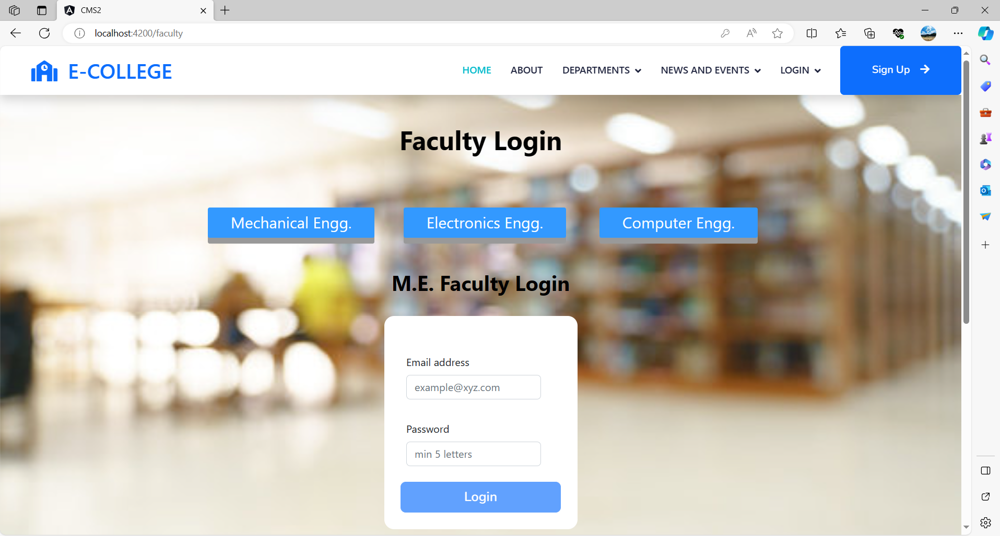 CMS2
localhost:4200/faculty
E-COLLEGE
HOME ABOUT DEPARTMENTS NEWS AND EVENTS LOGIN Sign Up
Faculty Login
Mechanical Engg. Electronics Engg. Computer Engg.
M.E. Faculty Login
Email address
example@xyz.com
Password
min 5 letters
Login